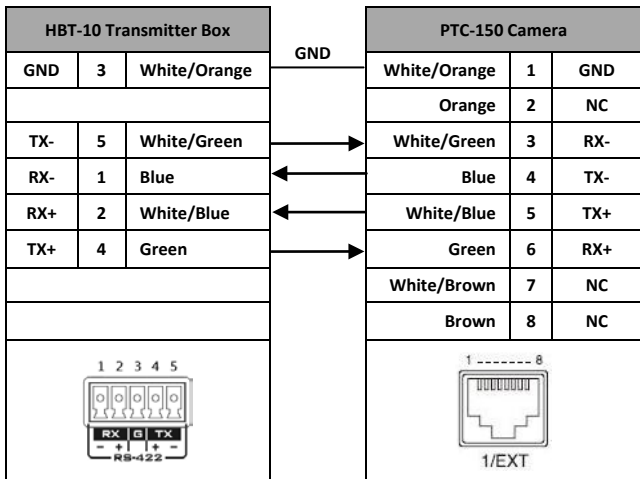 HBT-10 Transmitter Box GND PTC-150 Camera
GND 3 White/Orange White/Orange 1 GND
Orange 2 NC
TX- 5 White/Green White/Green 3 RX-
RX- 1 Blue Blue 4 TX-
RX+ 2 White/Blue White/Blue 5 TX+
TX+ 4 Green Green 6 RX+
White/Brown 7 NC
Brown 8 NC
1 2 3 4 5
RX G TX
- + - +
RS-422
1 ------- 8
1/EXT